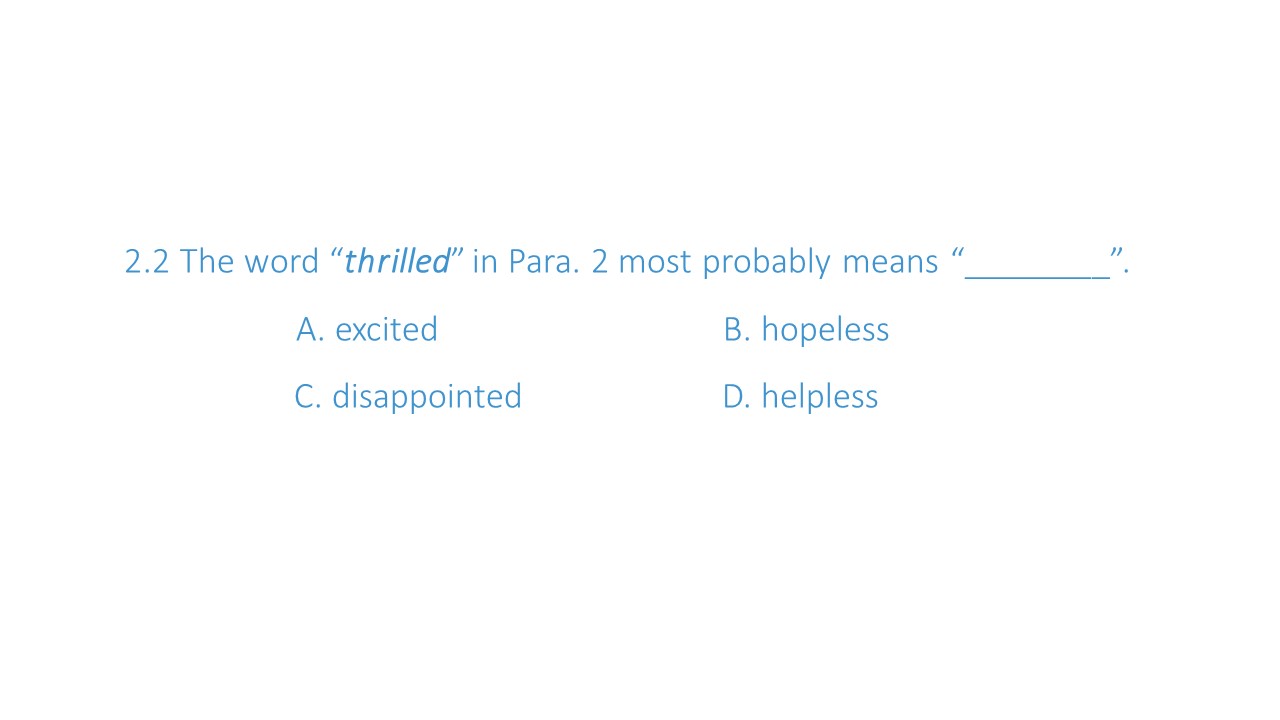 2.2 The word “thrilled” in Para. 2 most probably means “________”.
A. excited B. hopeless
C. disappointed D. helpless